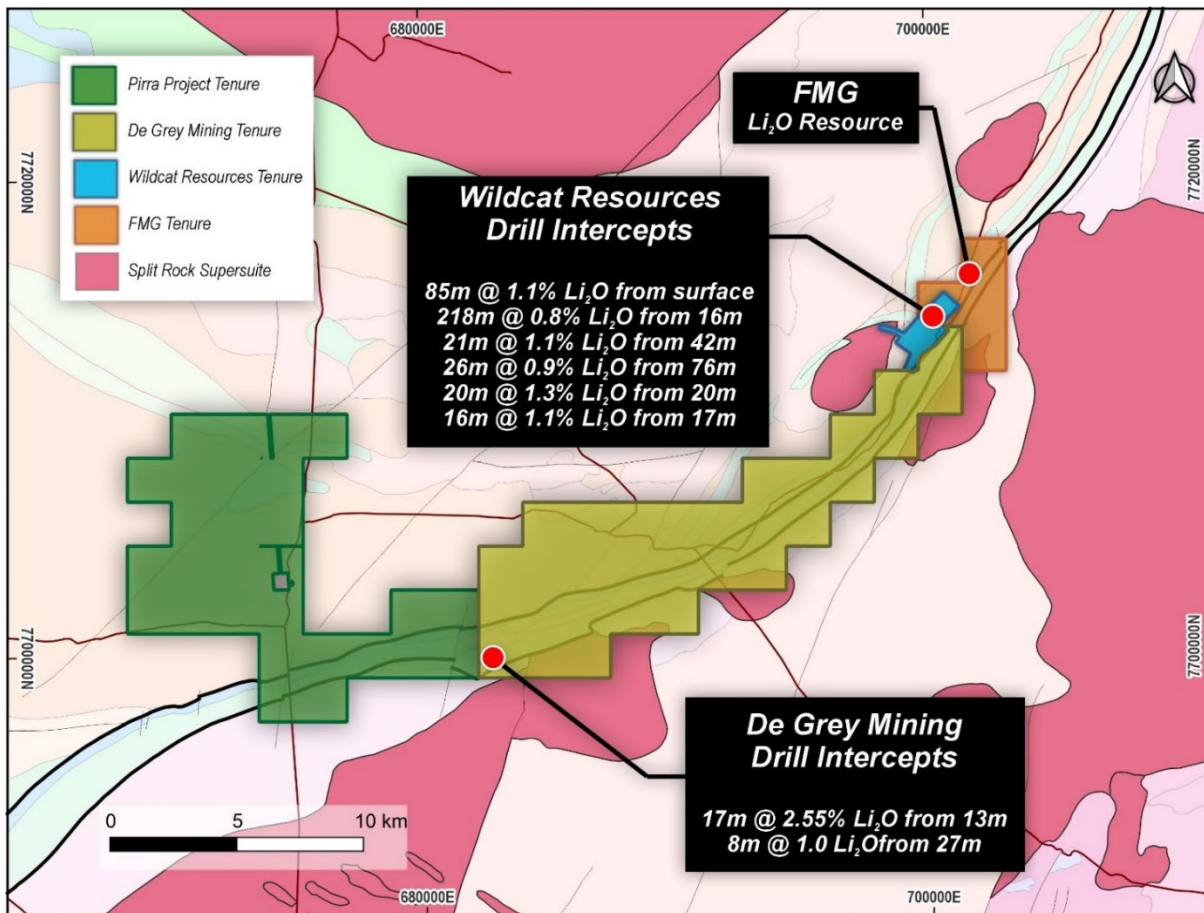 680000E
700000E
Pirra Project Tenure
De Grey Mining Tenure
Wildcat Resources Tenure
FMG Tenure
Split Rock Supersuite
FMG
Li₂O Resource
7720000N
7720000N
Wildcat Resources
Drill Intercepts
85m @ 1.1% Li₂O from surface
218m @ 0.8% Li₂O from 16m
21m @ 1.1% Li₂O from 42m
26m @ 0.9% Li₂O from 76m
20m @ 1.3% Li₂O from 20m
16m @ 1.1% Li₂O from 17m
7700000N
7700000N
De Grey Mining
Drill Intercepts
17m @ 2.55% Li₂O from 13m
8m @ 1.0 Li₂Ofrom 27m
0 5 10 km
680000E
700000E